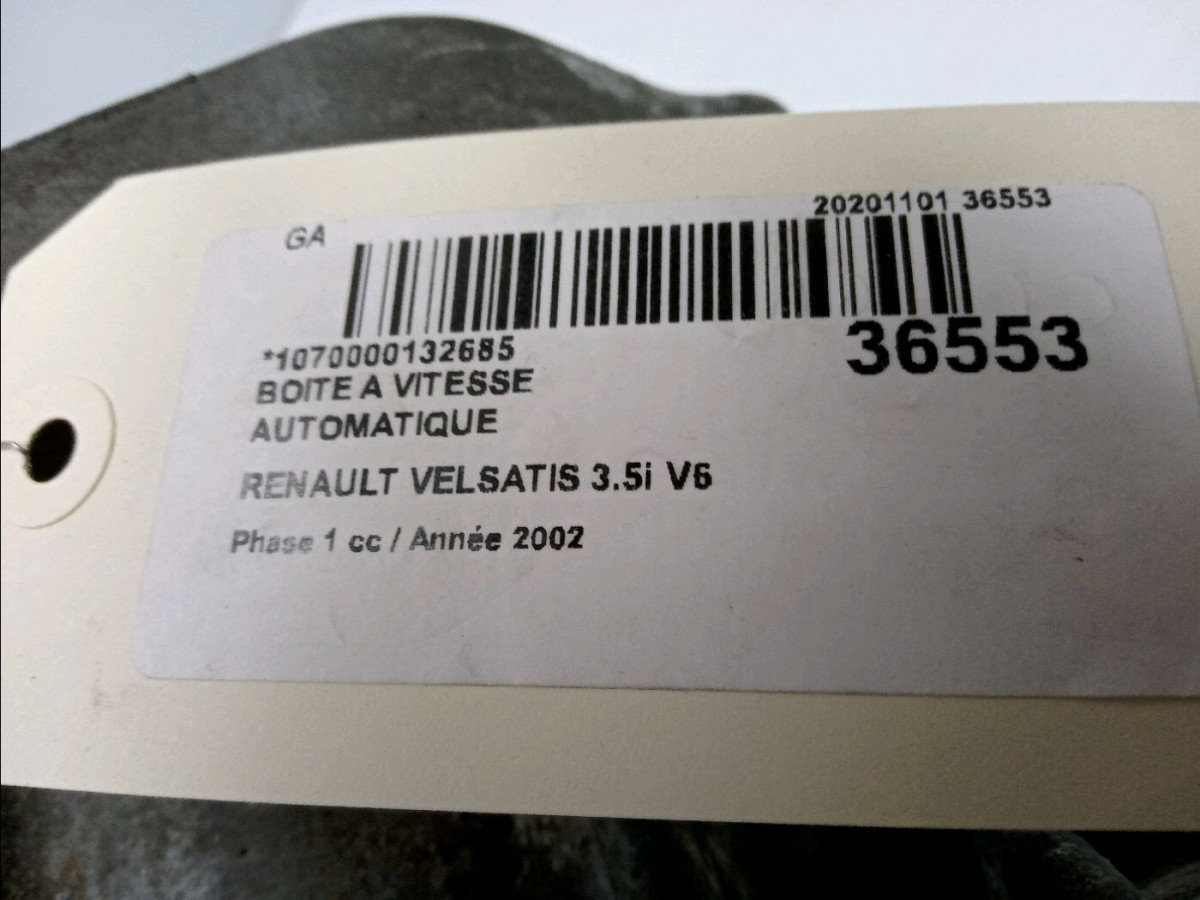 GA
20201101 36553
36553
*1070000132685
BOITE A VITESSE
AUTOMATIQUE
RENAULT VELSATIS 3.5i V6
Phase 1 cc / Année 2002